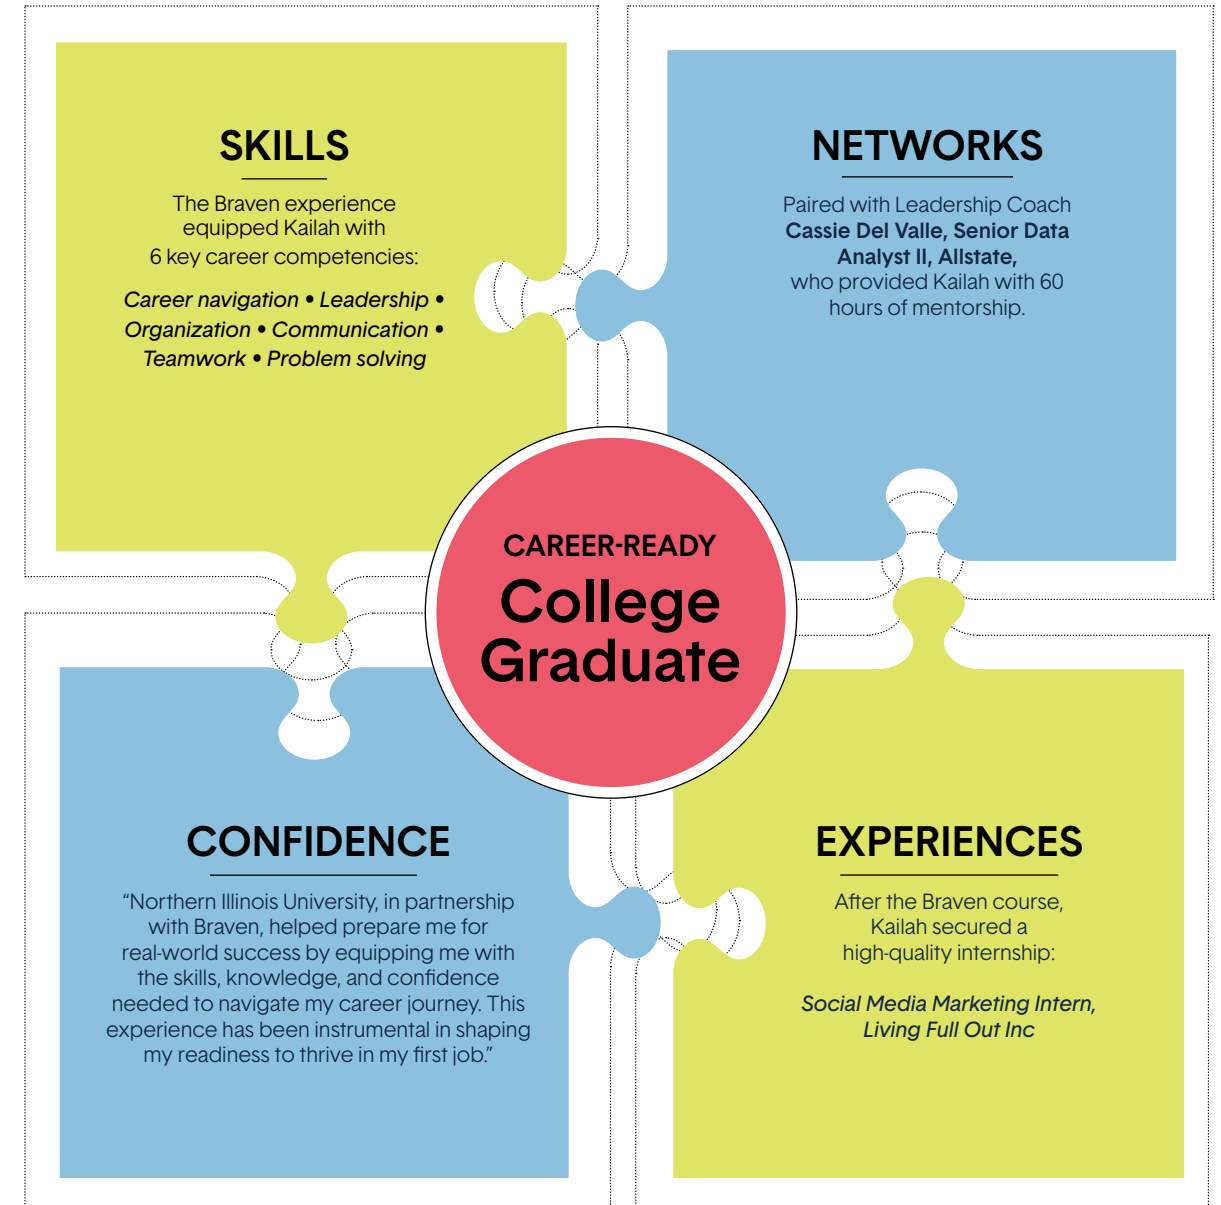 SKILLS
The Braven experience
equipped Kailah with
6 key career competencies:
Career navigation • Leadership •
Organization • Communication •
Teamwork • Problem solving
NETWORKS
Paired with Leadership Coach
Cassie Del Valle, Senior Data
Analyst II, Allstate,
who provided Kailah with 60
hours of mentorship.
CAREER-READY
College
Graduate
CONFIDENCE
“Northern Illinois University, in partnership
with Braven, helped prepare me for
real-world success by equipping me with
the skills, knowledge, and confidence
needed to navigate my career journey. This
experience has been instrumental in shaping
my readiness to thrive in my first job.”
EXPERIENCES
After the Braven course,
Kailah secured a
high-quality internship:
Social Media Marketing Intern,
Living Full Out Inc